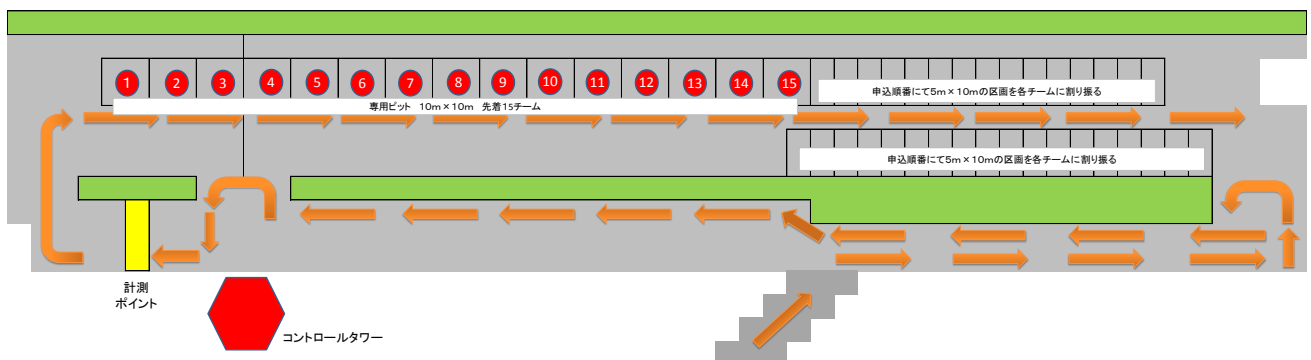 1 2 3 4 5 6 7 8 9 10 11 12 13 14 15
申込順番にて5m×10mの区画を各チームに割り振る
専用ピット 10m×10m 先着15チーム
申込順番にて5m×10mの区画を各チームに割り振る
計測
ポイント
コントロールタワー